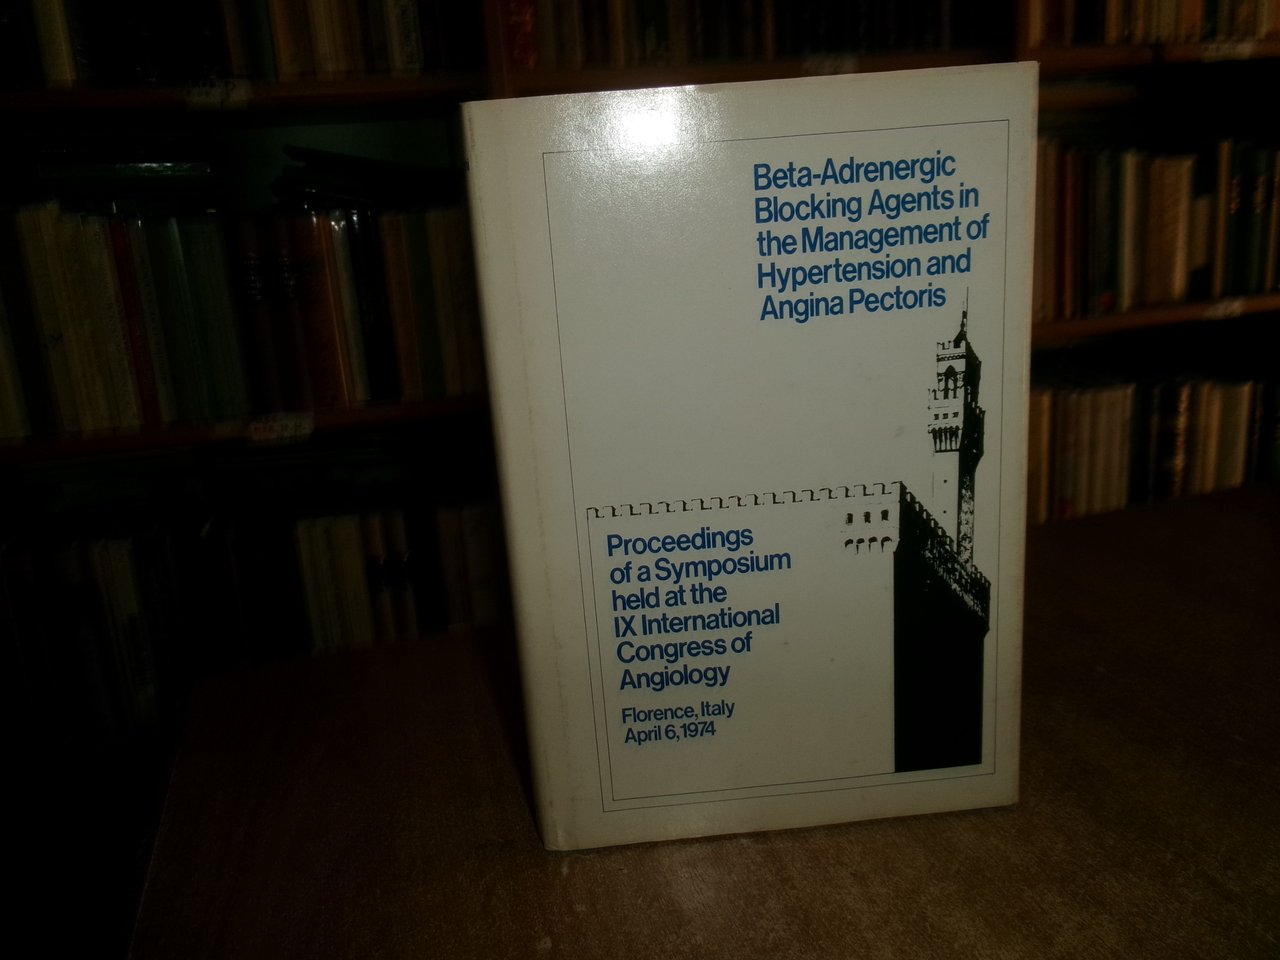 Beta-Adrenergic
Blocking Agents in
the Management of
Hypertension and
Angina Pectoris
Proceedings
of a Symposium
held at the
IX International
Congress of
Angiology
Florence, Italy
April 6, 1974